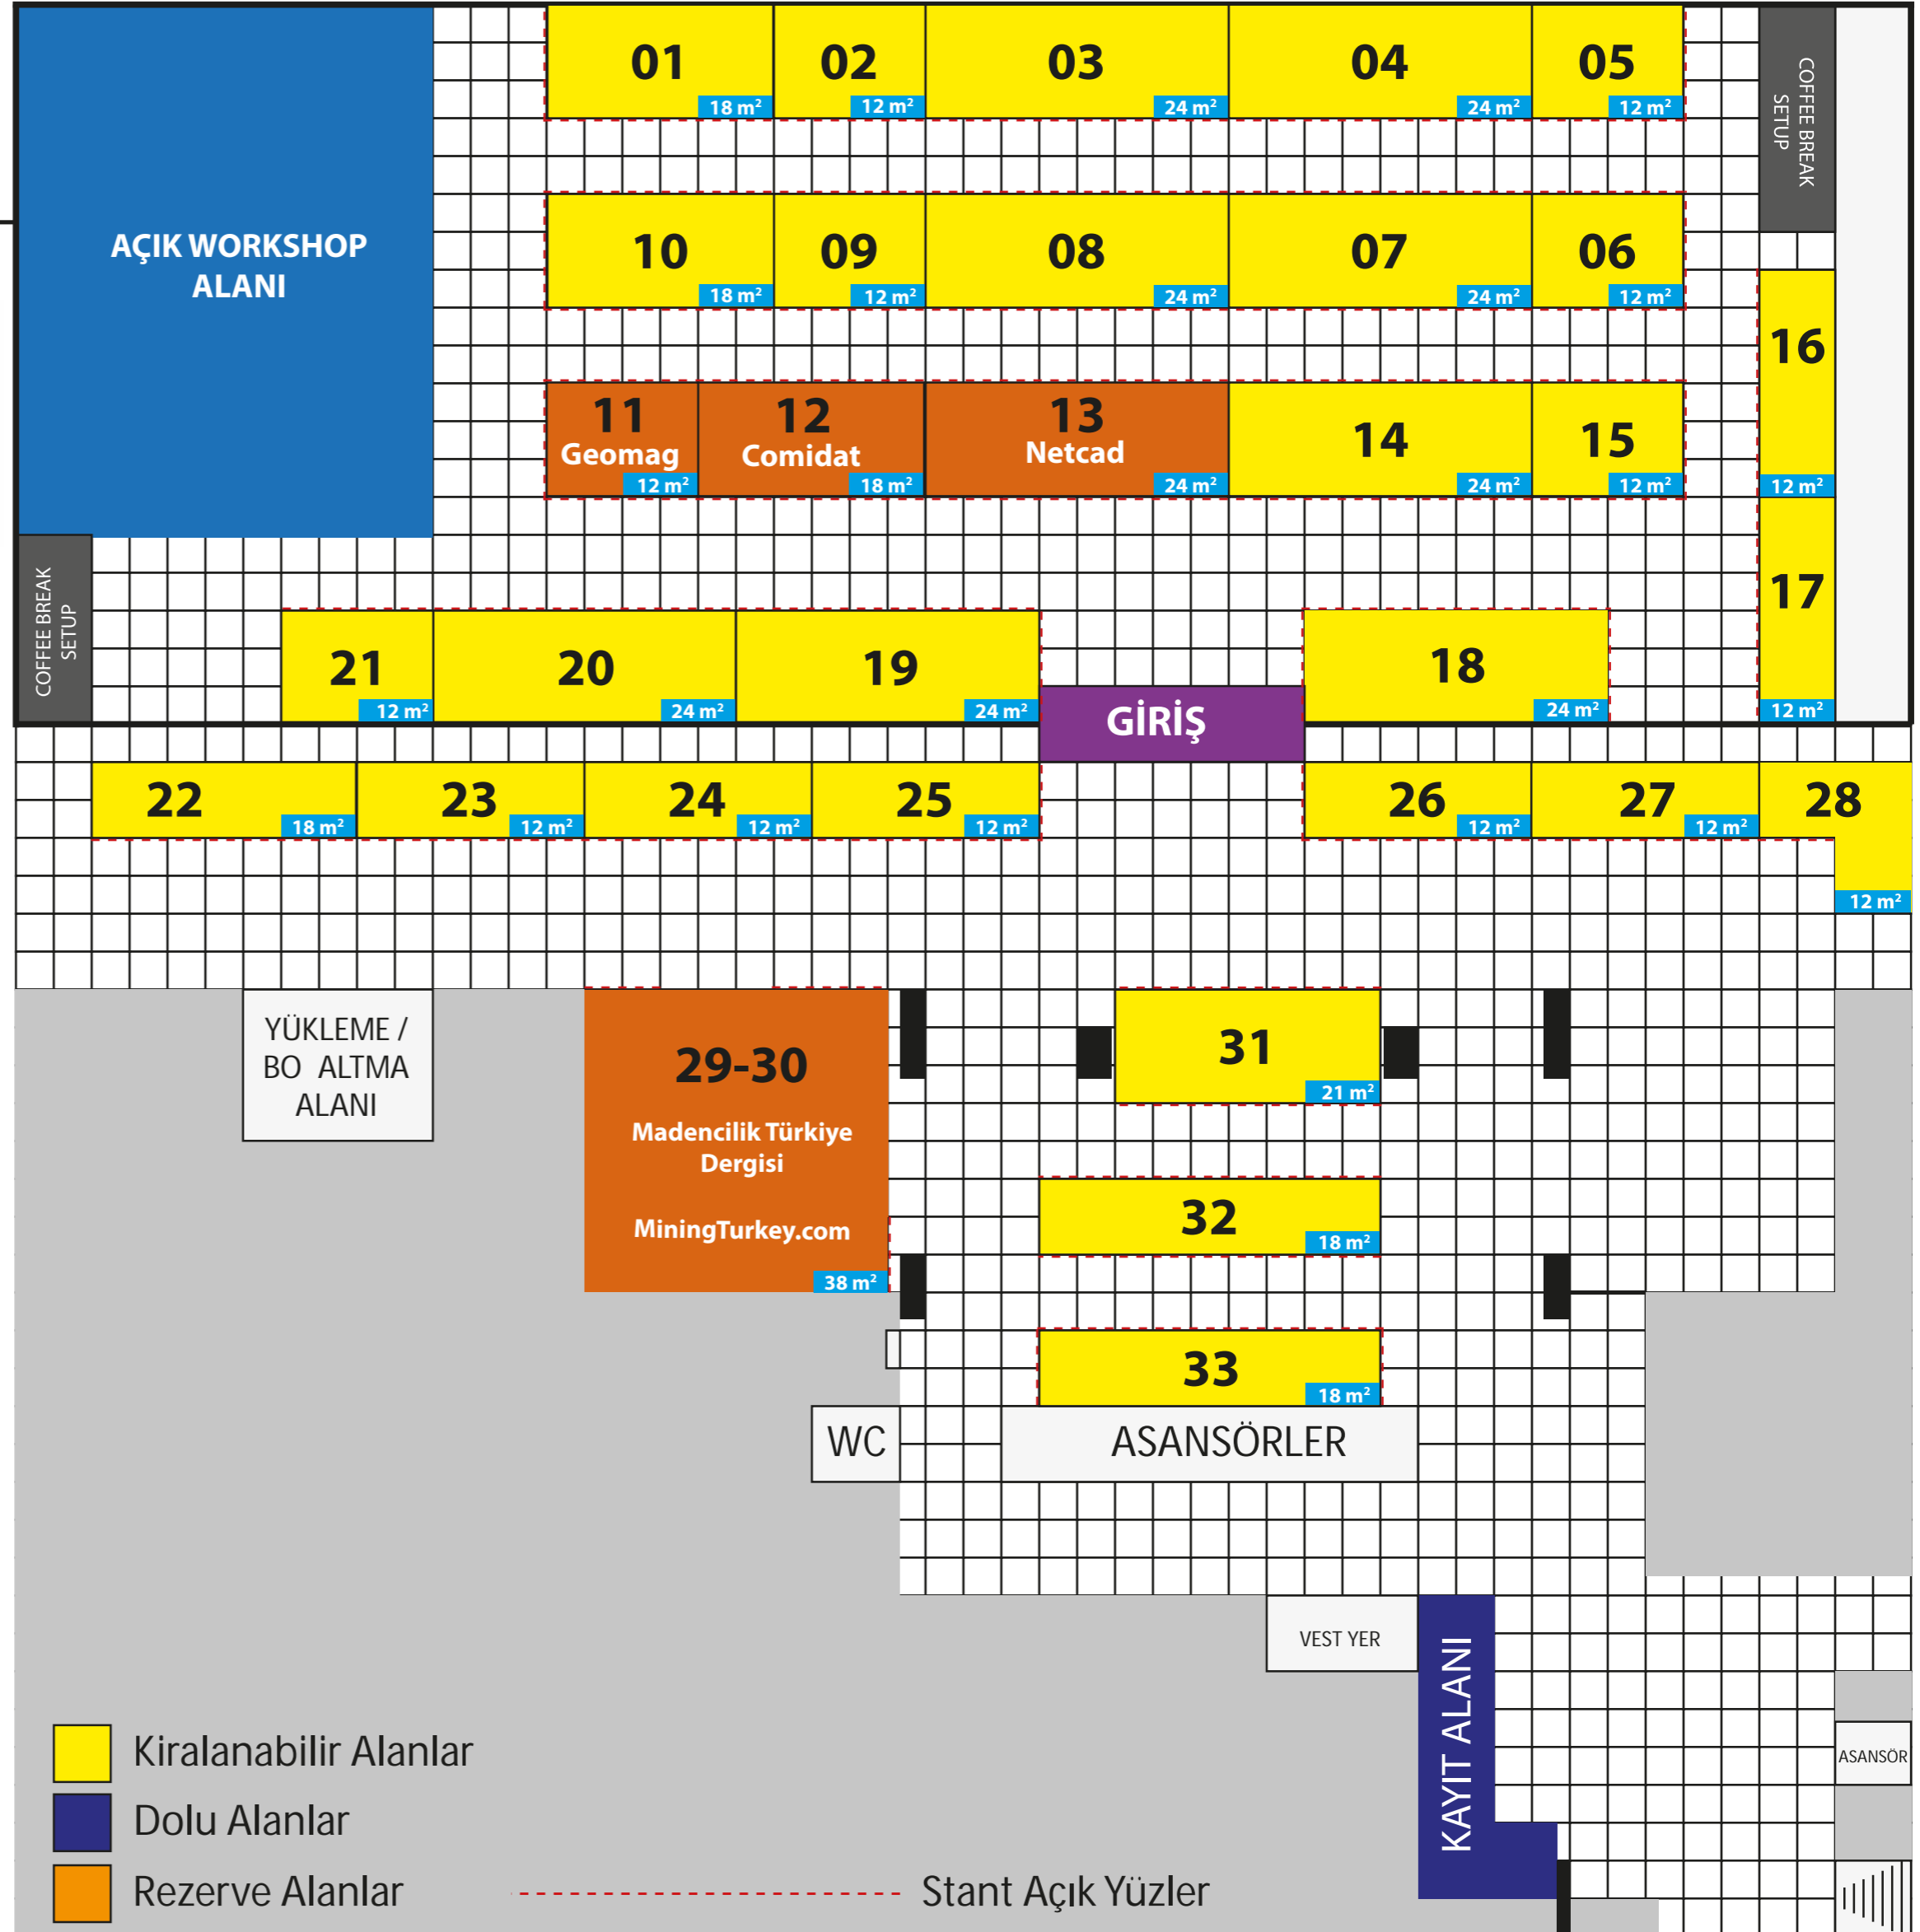 01
18 m²
02
12 m²
03
24 m²
04
24 m²
05
12 m²
COFFEE BREAK
SETUP
AÇIK WORKSHOP
ALANI
10
18 m²
09
12 m²
08
24 m²
07
24 m²
06
12 m²
16
12 m²
11
Geomag
12 m²
12
Comidat
18 m²
13
Netcad
24 m²
14
24 m²
15
12 m²
17
12 m²
COFFEE BREAK
SETUP
21
12 m²
20
24 m²
19
24 m²
GİRİŞ
18
24 m²
22
18 m²
23
12 m²
24
12 m²
25
12 m²
26
12 m²
27
12 m²
28
12 m²
YÜKLEME /
BO ALTMA
ALANI
29-30
Madencilik Türkiye
Dergisi
MiningTurkey.com
38 m²
31
21 m²
32
18 m²
33
18 m²
WC
ASANSÖRLER
VEST YER
KAYIT ALANI
ASANSÖR
Kiralanabilir Alanlar
Dolu Alanlar
Rezerve Alanlar
Stant Açık Yüzler